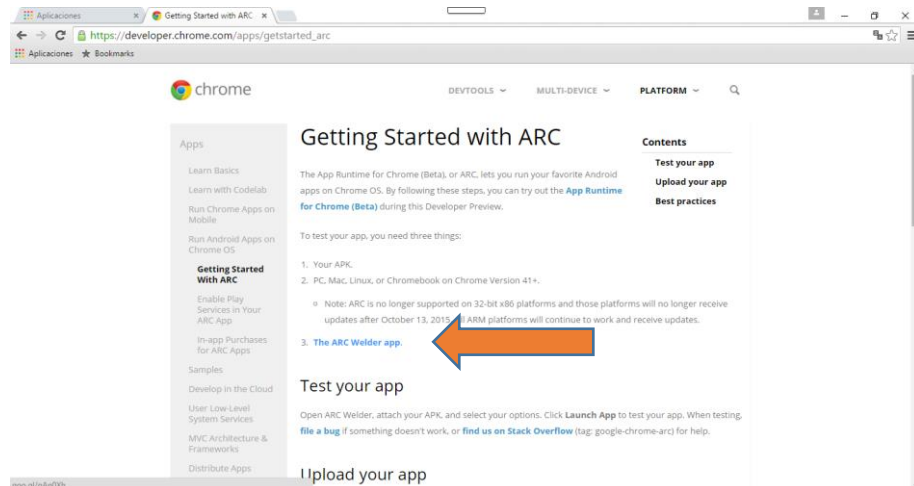 Aplicaciones
Getting Started with ARC
https://developer.chrome.com/apps/getstarted_arc
Aplicaciones
Bookmarks
chrome
DEVTOOLS
MULTI-DEVICE
PLATFORM
Apps
Learn Basics
Learn with Codelab
Run Chrome Apps on
Mobile
Run Android Apps on
Chrome OS
Getting Started
With ARC
Enable Play
Services in Your
ARC App
In-app Purchases
for ARC Apps
Samples
Develop in the Cloud
User Low-Level
System Services
MVC Architecture &
Frameworks
Distribute Apps
Getting Started with ARC
The App Runtime for Chrome (Beta), or ARC, lets you run your favorite Android
apps on Chrome OS. By following these steps, you can try out the App Runtime
for Chrome (Beta) during this Developer Preview.
To test your app, you need three things:
1. Your APK.
2. PC, Mac, Linux, or Chromebook on Chrome Version 41+.
Note: ARC is no longer supported on 32-bit x86 platforms and those platforms will no longer receive
updates after October 13, 2015. ARM platforms will continue to work and receive updates.
3. The ARC Welder app.
Test your app
Open ARC Welder, attach your APK, and select your options. Click Launch App to test your app. When testing,
file a bug if something doesn't work, or find us on Stack Overflow (tag: google-chrome-arc) for help.
Upload your app
Contents
Test your app
Upload your app
Best practices